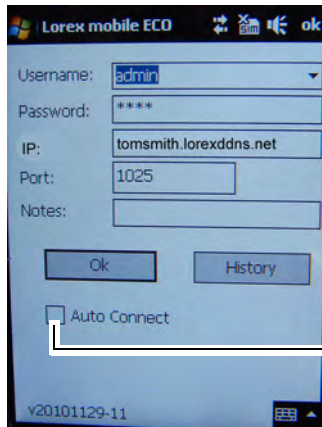 Lorex mobile ECO Sim ok
Username: admin
Password: ****
IP: tomsmith.lorexddns.net
Port: 1025
Notes:
Ok History
Auto Connect
v20101129-11